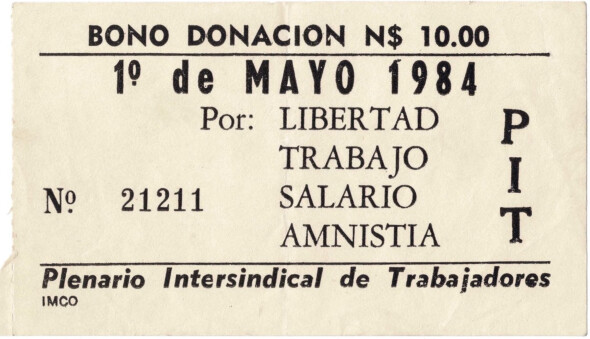 BONO DONACION N$ 10.00
1º de MAYO 1984
Por: LIBERTAD
TRABAJO
Nº 21211 SALARIO
AMNISTIA
PIT
Plenario Intersindical de Trabajadores
IMCO